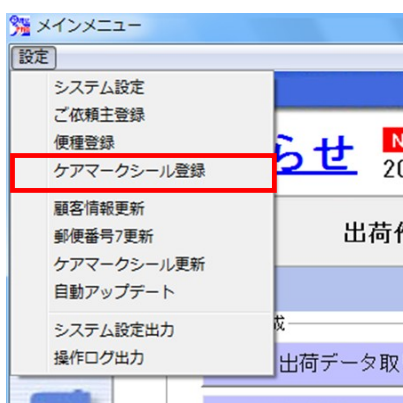 メインメニュー
設定
システム設定
ご依頼主登録
便種登録
ケアマークシール登録
顧客情報更新
郵便番号7更新
ケアマークシール更新
自動アップデート
システム設定出力
操作ログ出力
らせ
N
20
出荷
成
出荷データ取